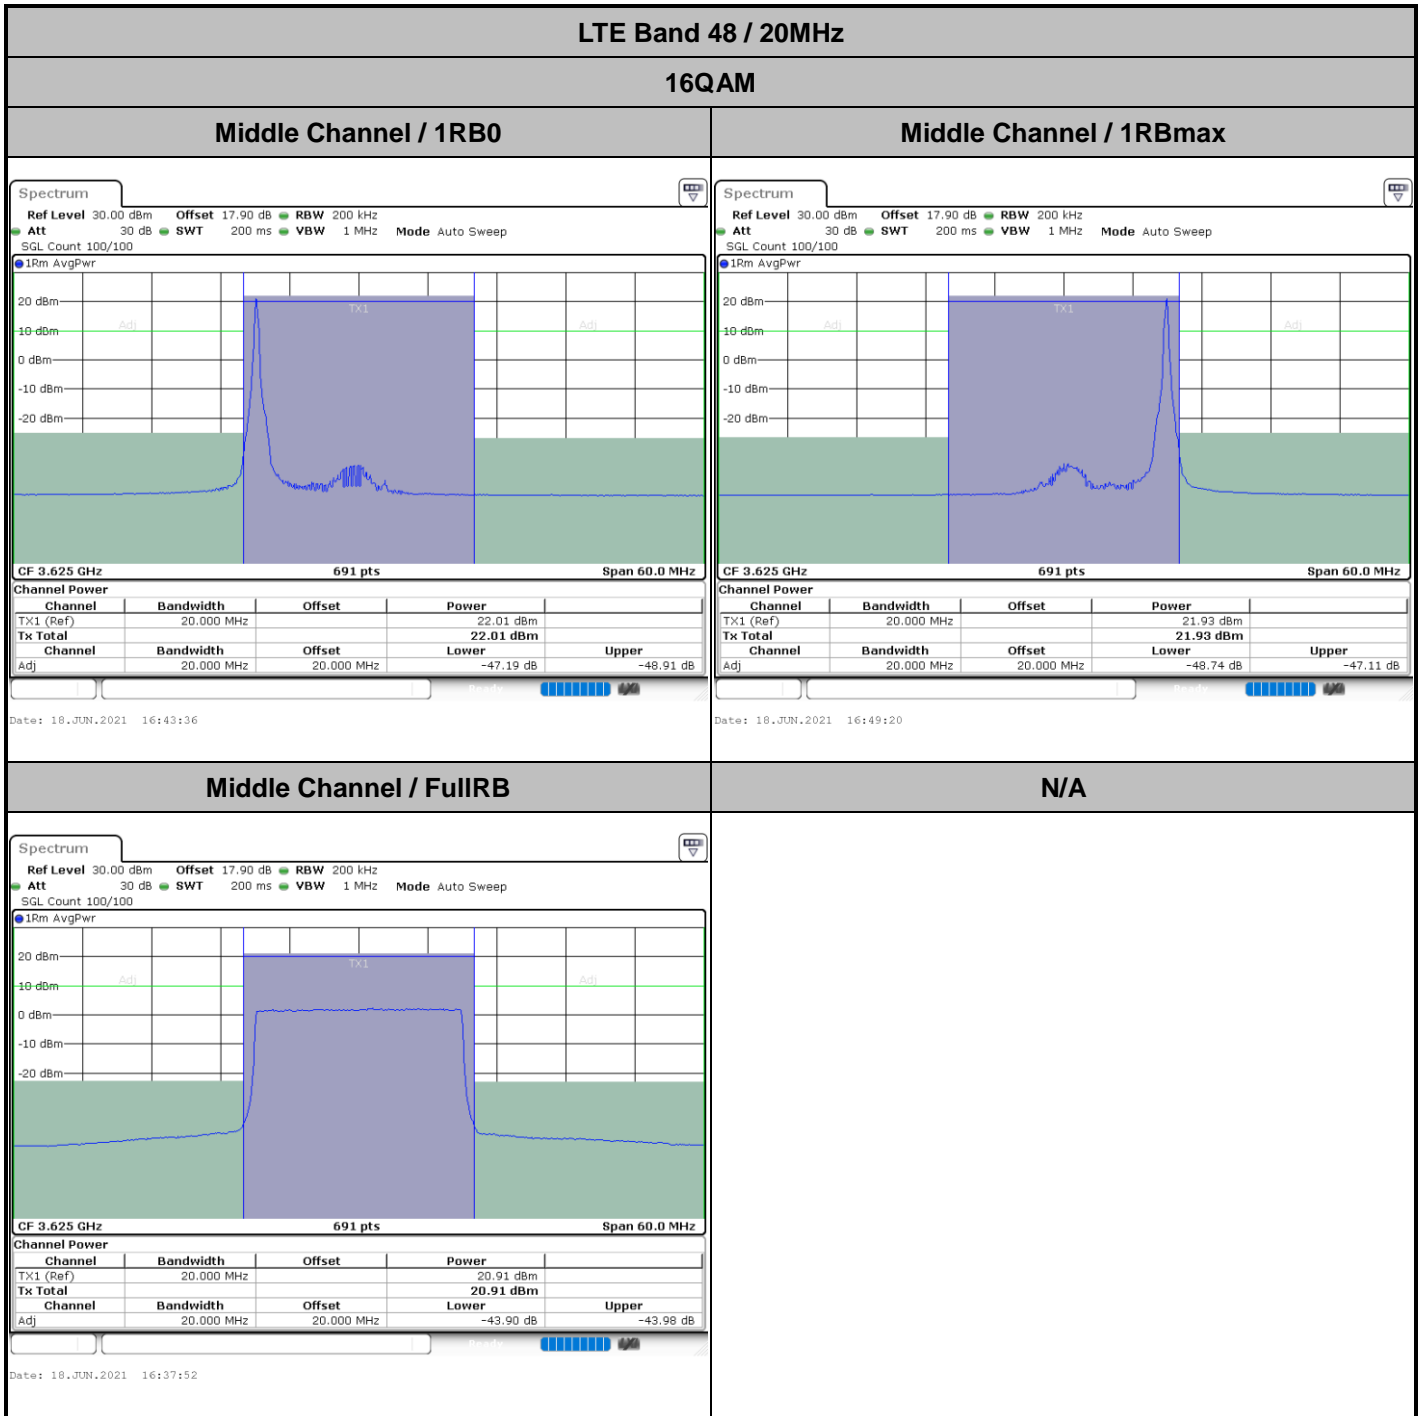 LTE Band 48 / 20MHz
16QAM
Middle Channel / 1RB0
Middle Channel / 1RBmax
Spectrum
Ref Level 30.00 dBm Offset 17.90 dB RBW 200 kHz
Att 30 dB SWT 200 ms VBW 1 MHz Mode Auto Sweep
SGL Count 100/100
1Rm AvgPwr
TX1
20 dBm
Adj
Adj
10 dBm
0 dBm
-10 dBm
-20 dBm
CF 3.625 GHz 691 pts Span 60.0 MHz
Channel Power
Channel Bandwidth Offset Power
TX1 (Ref) 20.000 MHz 22.01 dBm
Tx Total 22.01 dBm
Channel Bandwidth Offset Lower Upper
Adj 20.000 MHz 20.000 MHz -47.19 dB -48.91 dB
Ready
Date: 18.JUN.2021 16:43:36
Spectrum
Ref Level 30.00 dBm Offset 17.90 dB RBW 200 kHz
Att 30 dB SWT 200 ms VBW 1 MHz Mode Auto Sweep
SGL Count 100/100
1Rm AvgPwr
TX1
20 dBm
Adj
Adj
10 dBm
0 dBm
-10 dBm
-20 dBm
CF 3.625 GHz 691 pts Span 60.0 MHz
Channel Power
Channel Bandwidth Offset Power
TX1 (Ref) 20.000 MHz 21.93 dBm
Tx Total 21.93 dBm
Channel Bandwidth Offset Lower Upper
Adj 20.000 MHz 20.000 MHz -48.74 dB -47.11 dB
Ready
Date: 18.JUN.2021 16:49:20
Middle Channel / FullRB
N/A
Spectrum
Ref Level 30.00 dBm Offset 17.90 dB RBW 200 kHz
Att 30 dB SWT 200 ms VBW 1 MHz Mode Auto Sweep
SGL Count 100/100
1Rm AvgPwr
20 dBm
TX1
Adj
Adj
10 dBm
0 dBm
-10 dBm
-20 dBm
CF 3.625 GHz 691 pts Span 60.0 MHz
Channel Power
Channel Bandwidth Offset Power
TX1 (Ref) 20.000 MHz 20.91 dBm
Tx Total 20.91 dBm
Channel Bandwidth Offset Lower Upper
Adj 20.000 MHz 20.000 MHz -43.90 dB -43.98 dB
Ready
Date: 18.JUN.2021 16:37:52